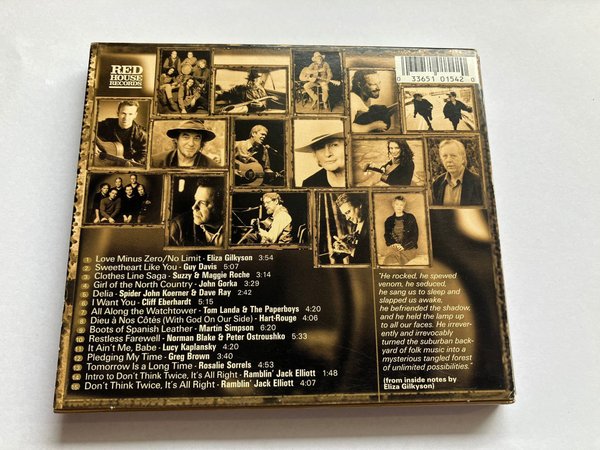 RED
HOUSE
RECORDS
0 33651 01542 0
1 Love Minus Zero/No Limit · Eliza Gilkyson 3:54
2 Sweetheart Like You · Guy Davis 5:07
3 Clothes Line Saga · Suzzy & Maggie Roche 3:14
4 Girl of the North Country · John Gorka 3:29
5 Delia · Spider John Koerner & Dave Ray 2:42
6 I Want You · Cliff Eberhardt 5:15
7 All Along the Watchtower · Tom Landa & The Paperboys 4:20
8 Dieu à Nos Côtés (With God on Our Side) · Hart-Rouge 4:06
9 Boots of Spanish Leather · Martin Simpson 6:20
10 Restless Farewell · Norman Blake & Peter Ostroushko 5:33
11 It Ain't Me, Babe · Lucy Kaplansky 4:20
12 Pledging My Time · Greg Brown 3:40
13 Tomorrow Is a Long Time · Rosalie Sorrels 4:51
14 Intro to Don't Think Twice, It's All Right · Ramblin' Jack Elliott 1:48
15 Don't Think Twice, It's All Right · Ramblin' Jack Elliott 4:07
"He rocked, he spewed
venom, he seduced,
he sang us to sleep and
slapped us awake,
he befriended the shadow,
and he held the lamp up
to all our faces. He irrever-
ently and irrevocably
turned the suburban back-
yard of folk music into a
mysterious tangled forest
of unlimited possibilities."
(from inside notes by
Eliza Gilkyson)